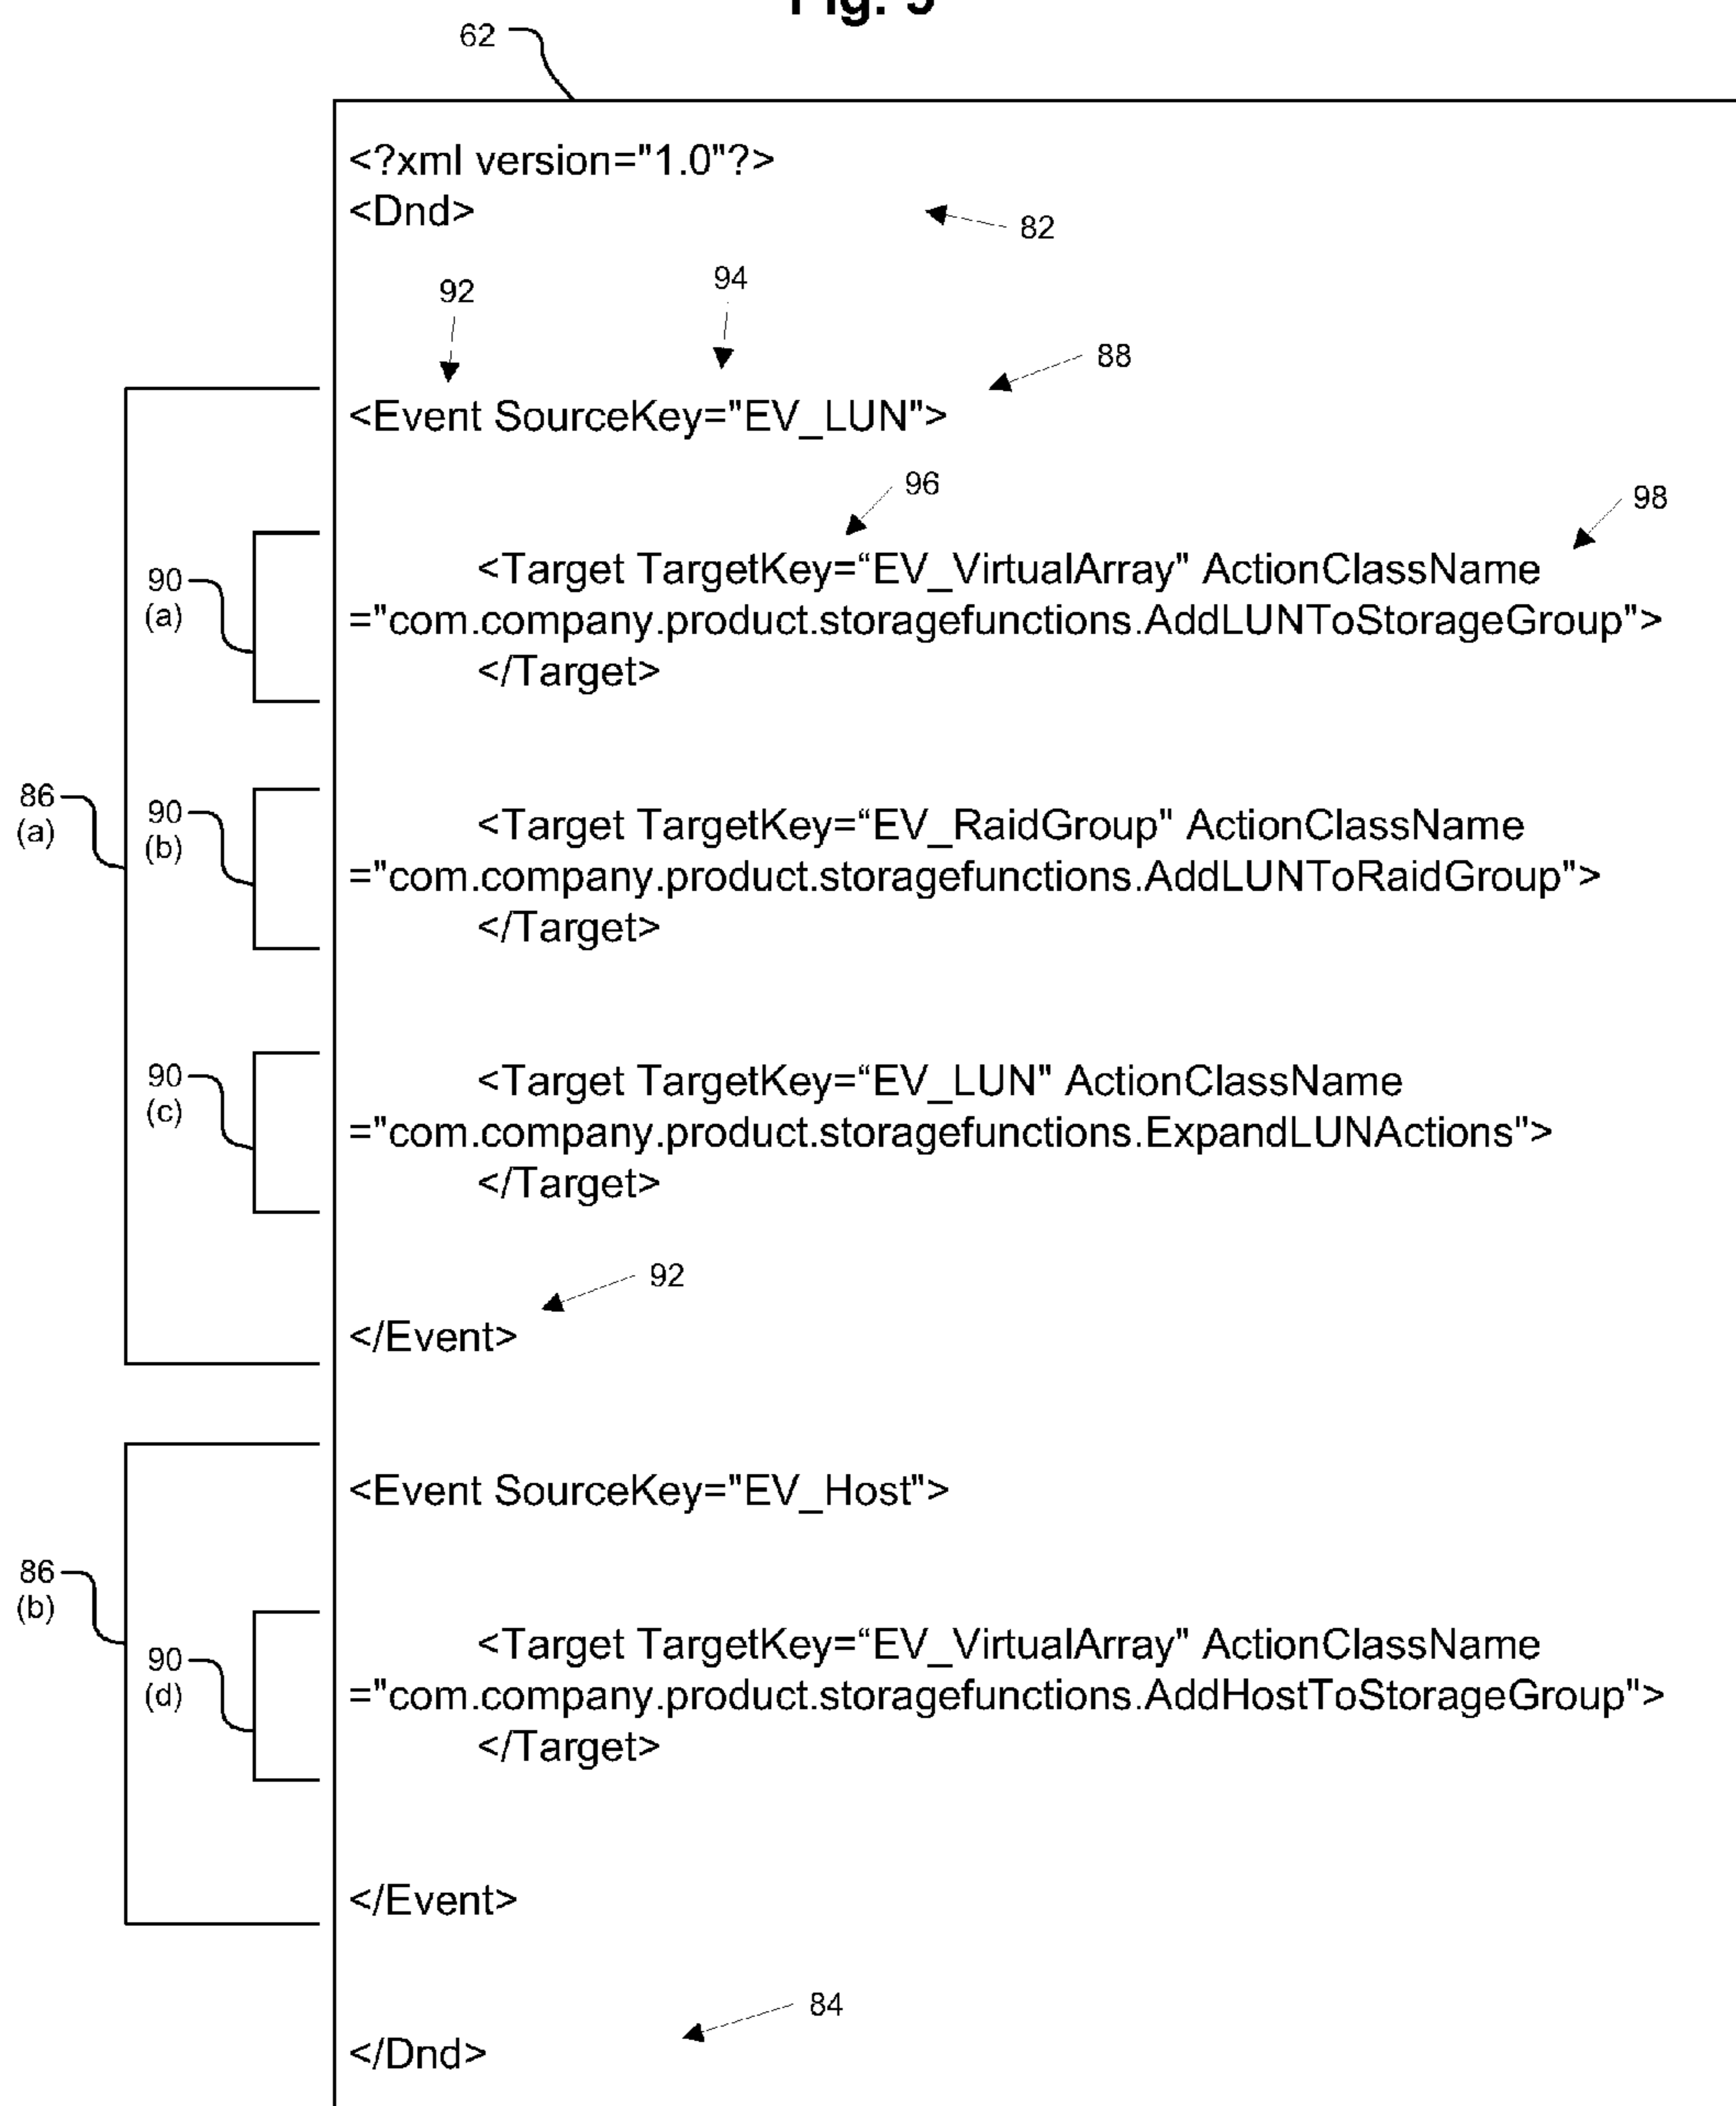 62
<?xml version="1.0"?>
<Dnd>
82
92
94
88
<Event SourceKey="EV_LUN">
96
98
90
(a)
<Target TargetKey=“EV_VirtualArray" ActionClassName
="com.company.product.storagefunctions.AddLUNToStorageGroup">
</Target>
86
(a)
90
(b)
<Target TargetKey=“EV_RaidGroup" ActionClassName
="com.company.product.storagefunctions.AddLUNToRaidGroup">
</Target>
90
(c)
<Target TargetKey=“EV_LUN" ActionClassName
="com.company.product.storagefunctions.ExpandLUNActions">
</Target>
92
</Event>
<Event SourceKey="EV_Host">
86
(b)
90
(d)
<Target TargetKey=“EV_VirtualArray" ActionClassName
="com.company.product.storagefunctions.AddHostToStorageGroup">
</Target>
</Event>
84
</Dnd>